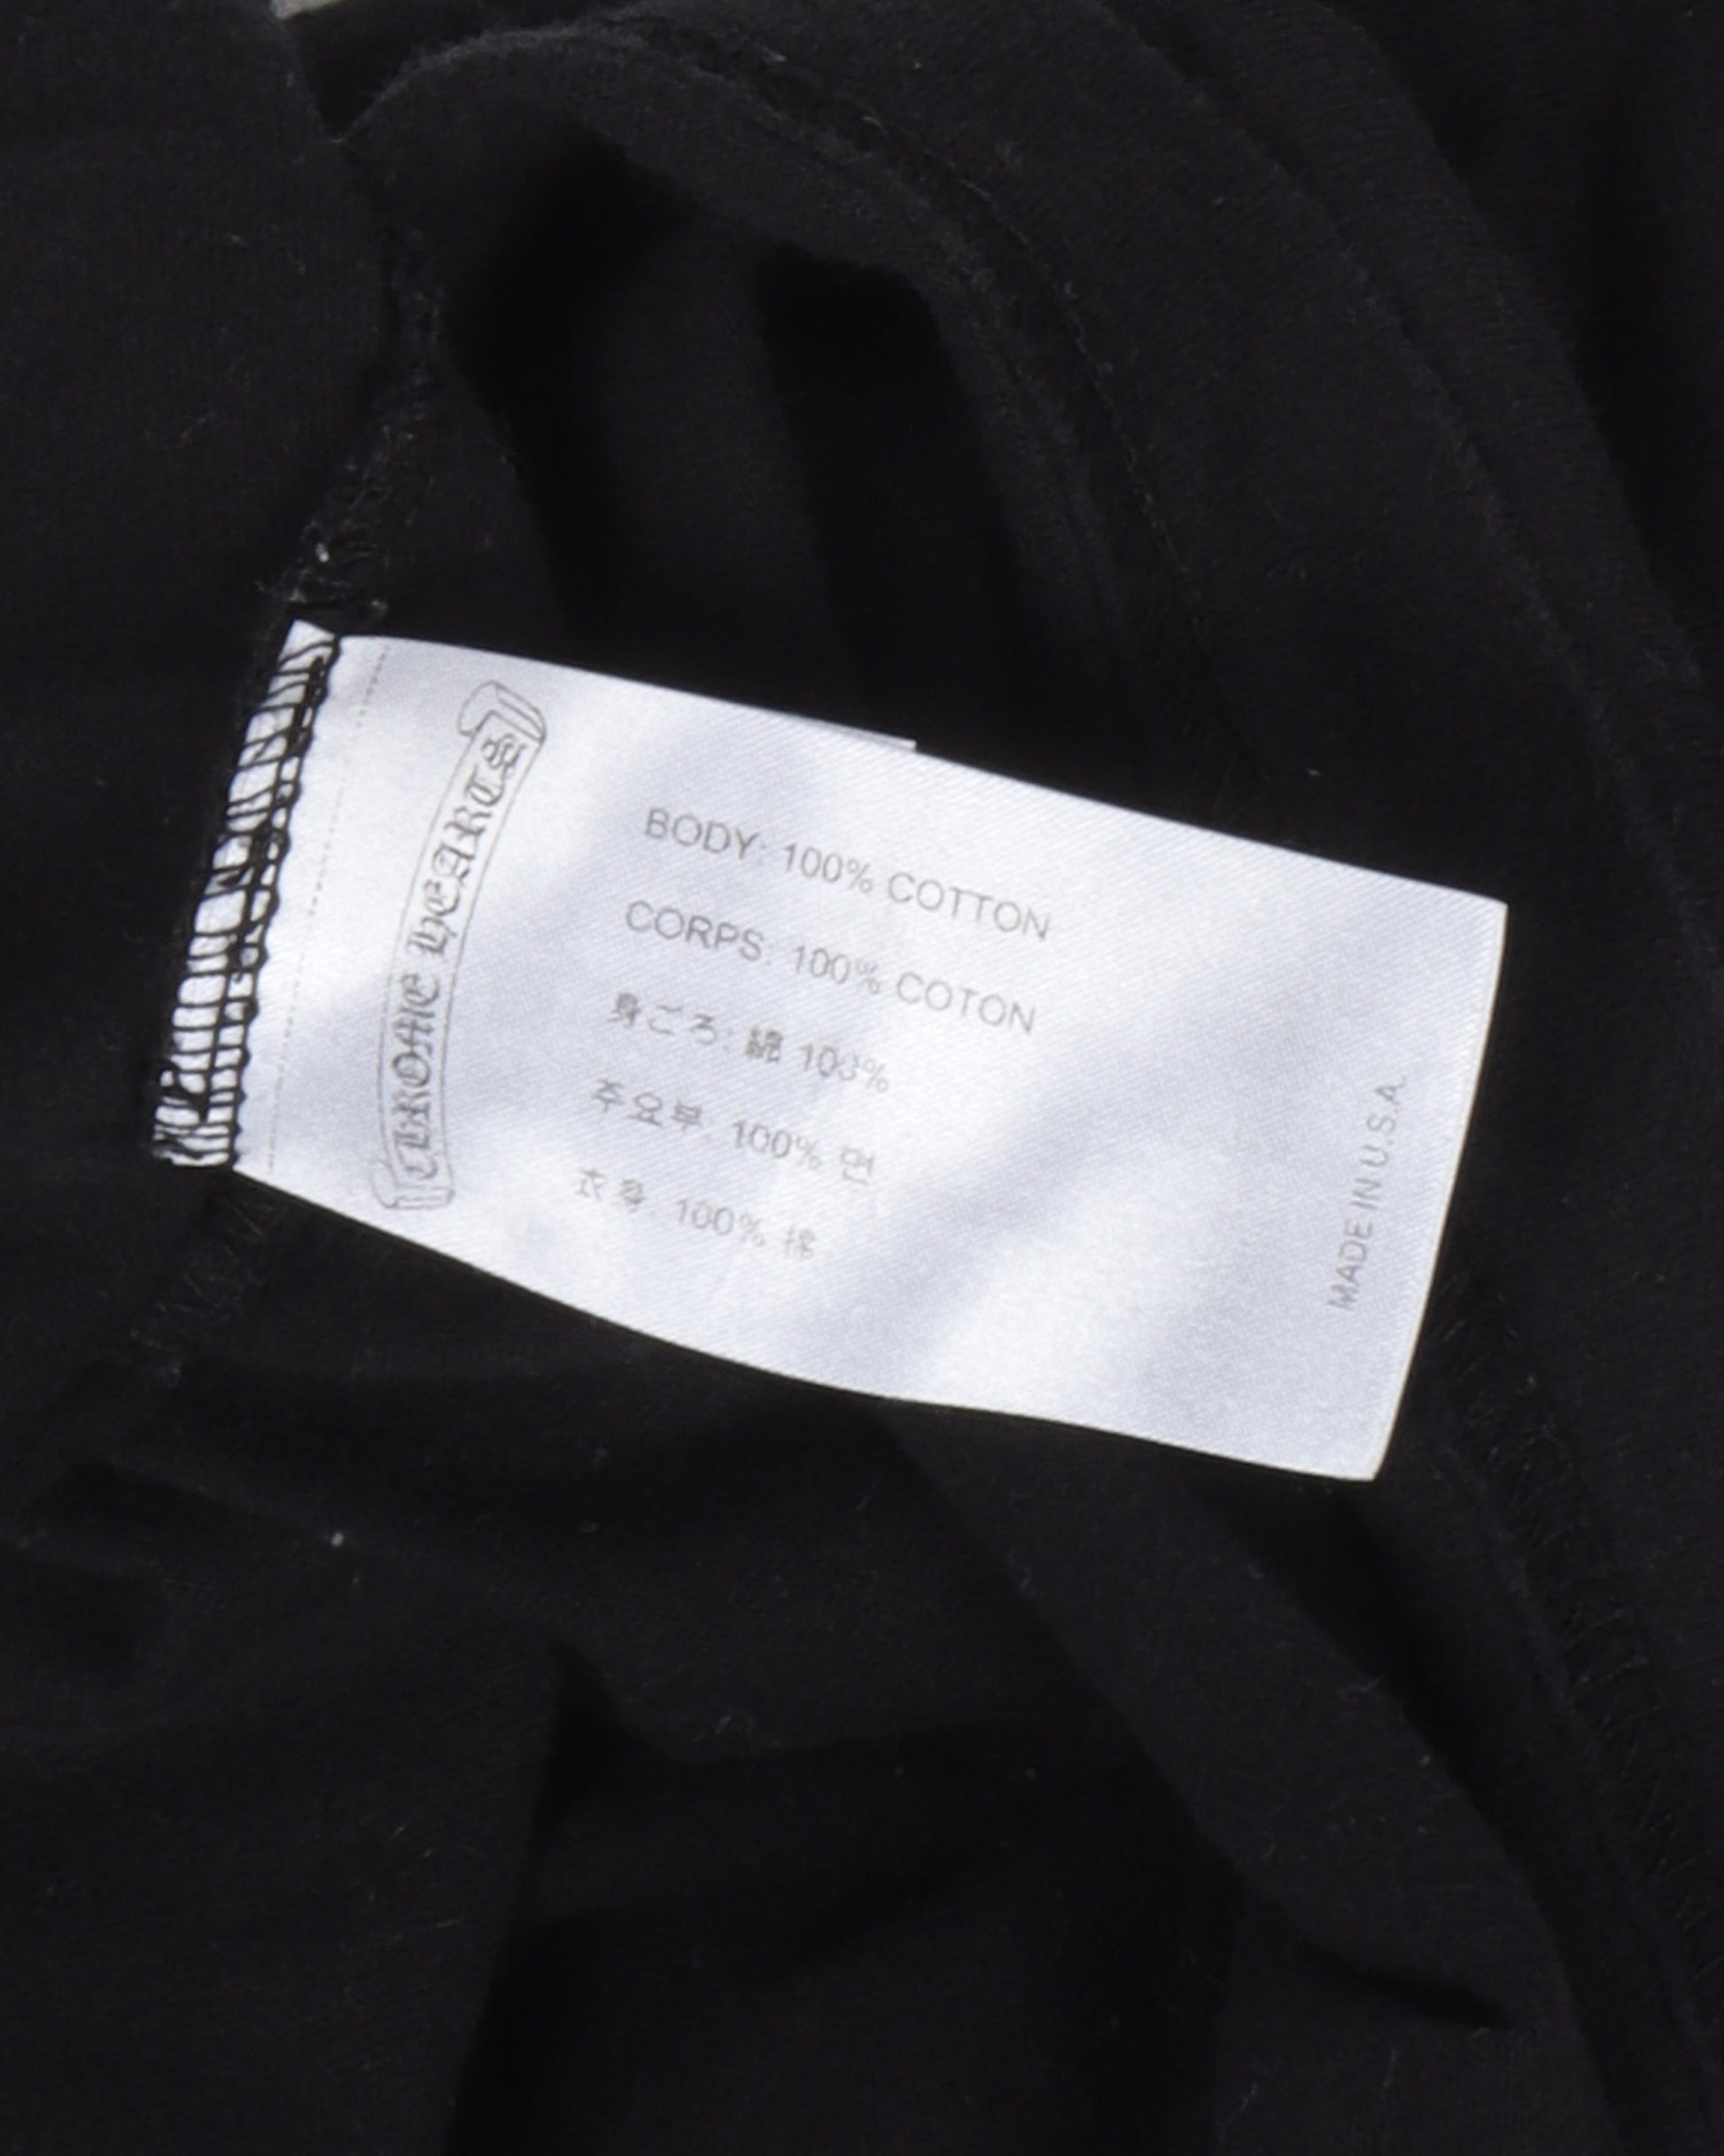 CHROME HEARTS
BODY: 100% COTTON
CORPS: 100% COTON
身ごろ: 綿 100%
주요부: 100% 면
衣身: 100% 棉
MADE IN U.S.A.